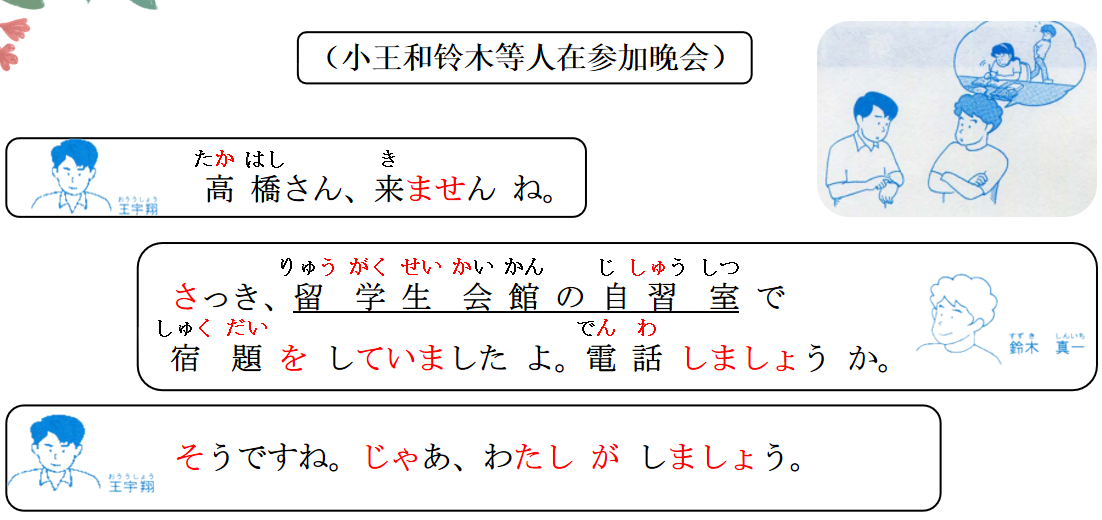 （小王和铃木等人在参加晚会）
たか はし き
高 橋さん、来ません ね。
おううしょう
王宇翔
りゅう がく せい かい かん じ しゅう しつ
さっき、留 学 生 会 館 の 自 習 室 で
しゅく だい でん わ
宿 題 を していました よ。電 話 しましょう か。
すずき しんいち
鈴木 真一
そうですね。じゃあ、わたし が しましょう。
おううしょう
王宇翔